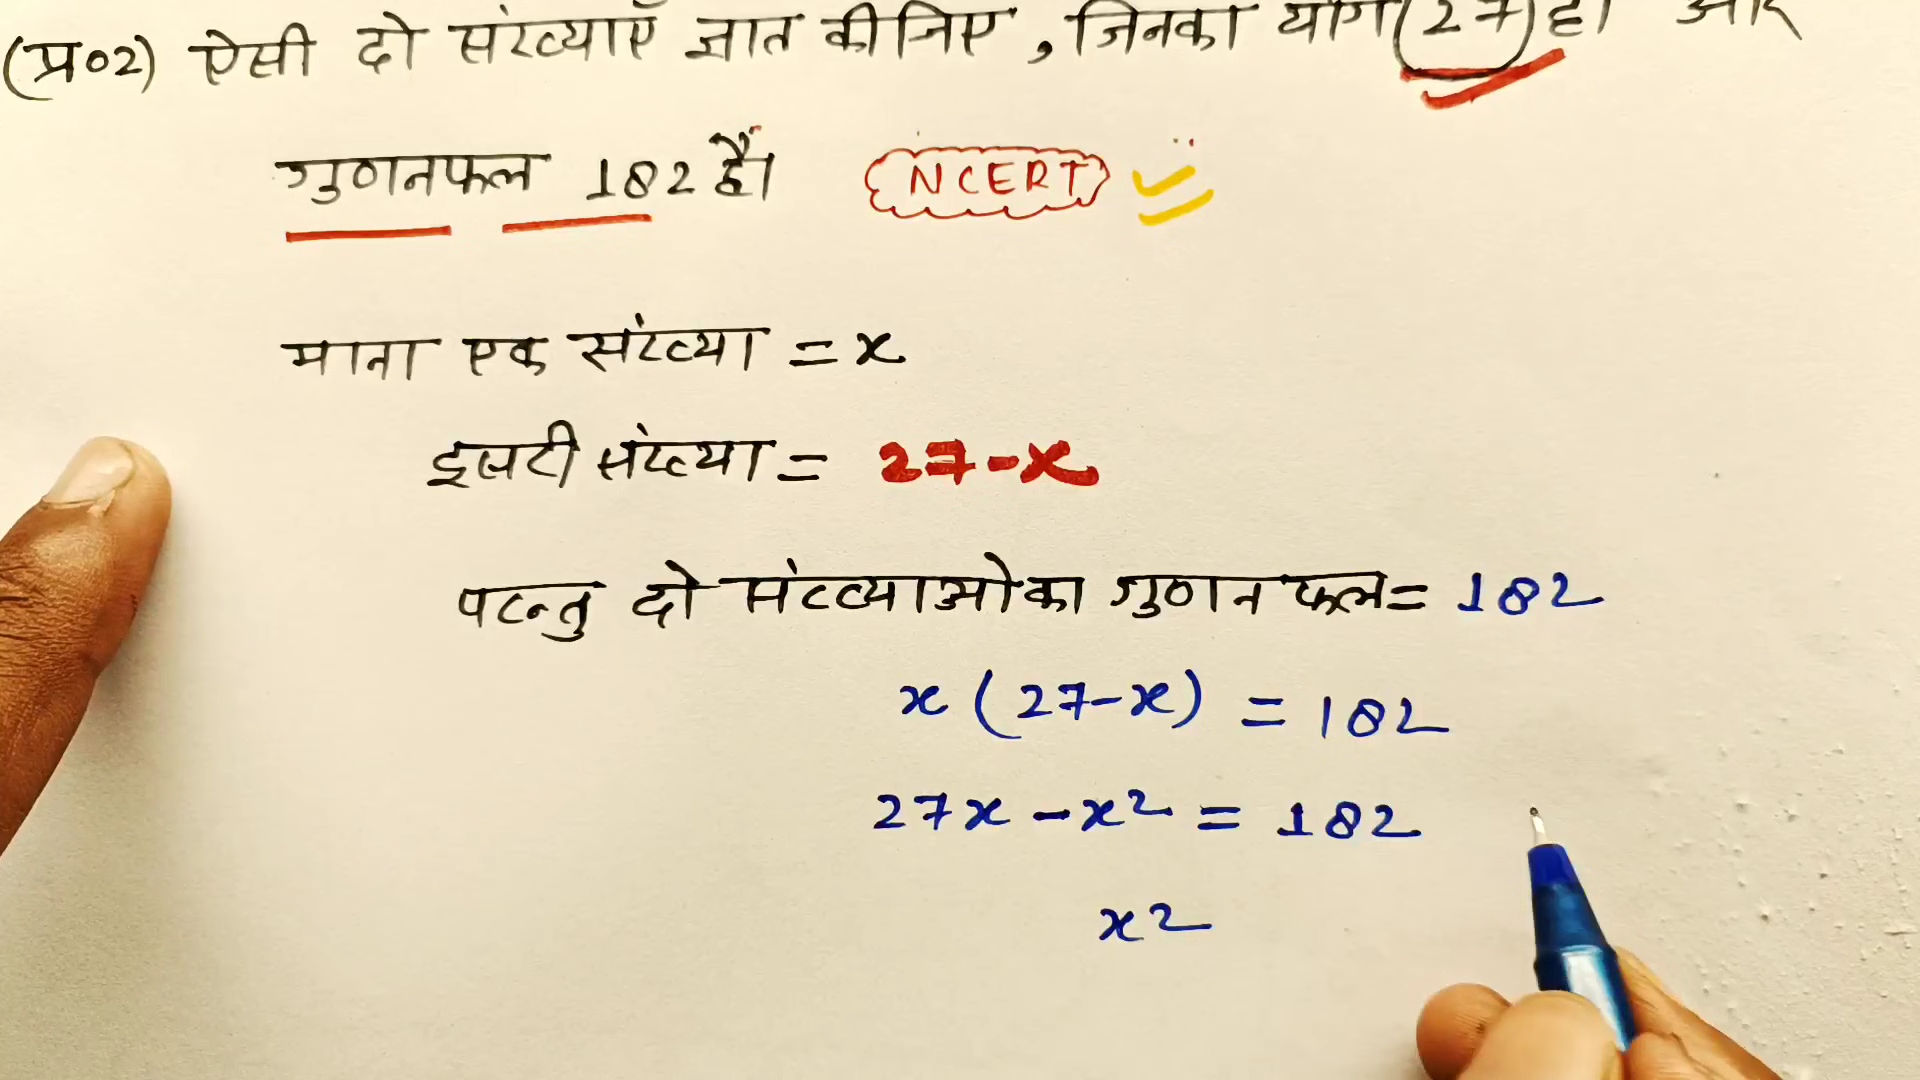 (प्र०2) ऐसी दो संख्याएँ ज्ञात कीजिए, जिनका योग (27) है। और
गुणनफल 182 है। NCERT
माना एक संख्या = x
दूसरी संख्या = 27-x
परन्तु दो संख्याओ का गुणनफल = 182
x (27-x) = 182
27x - x² = 182
x2